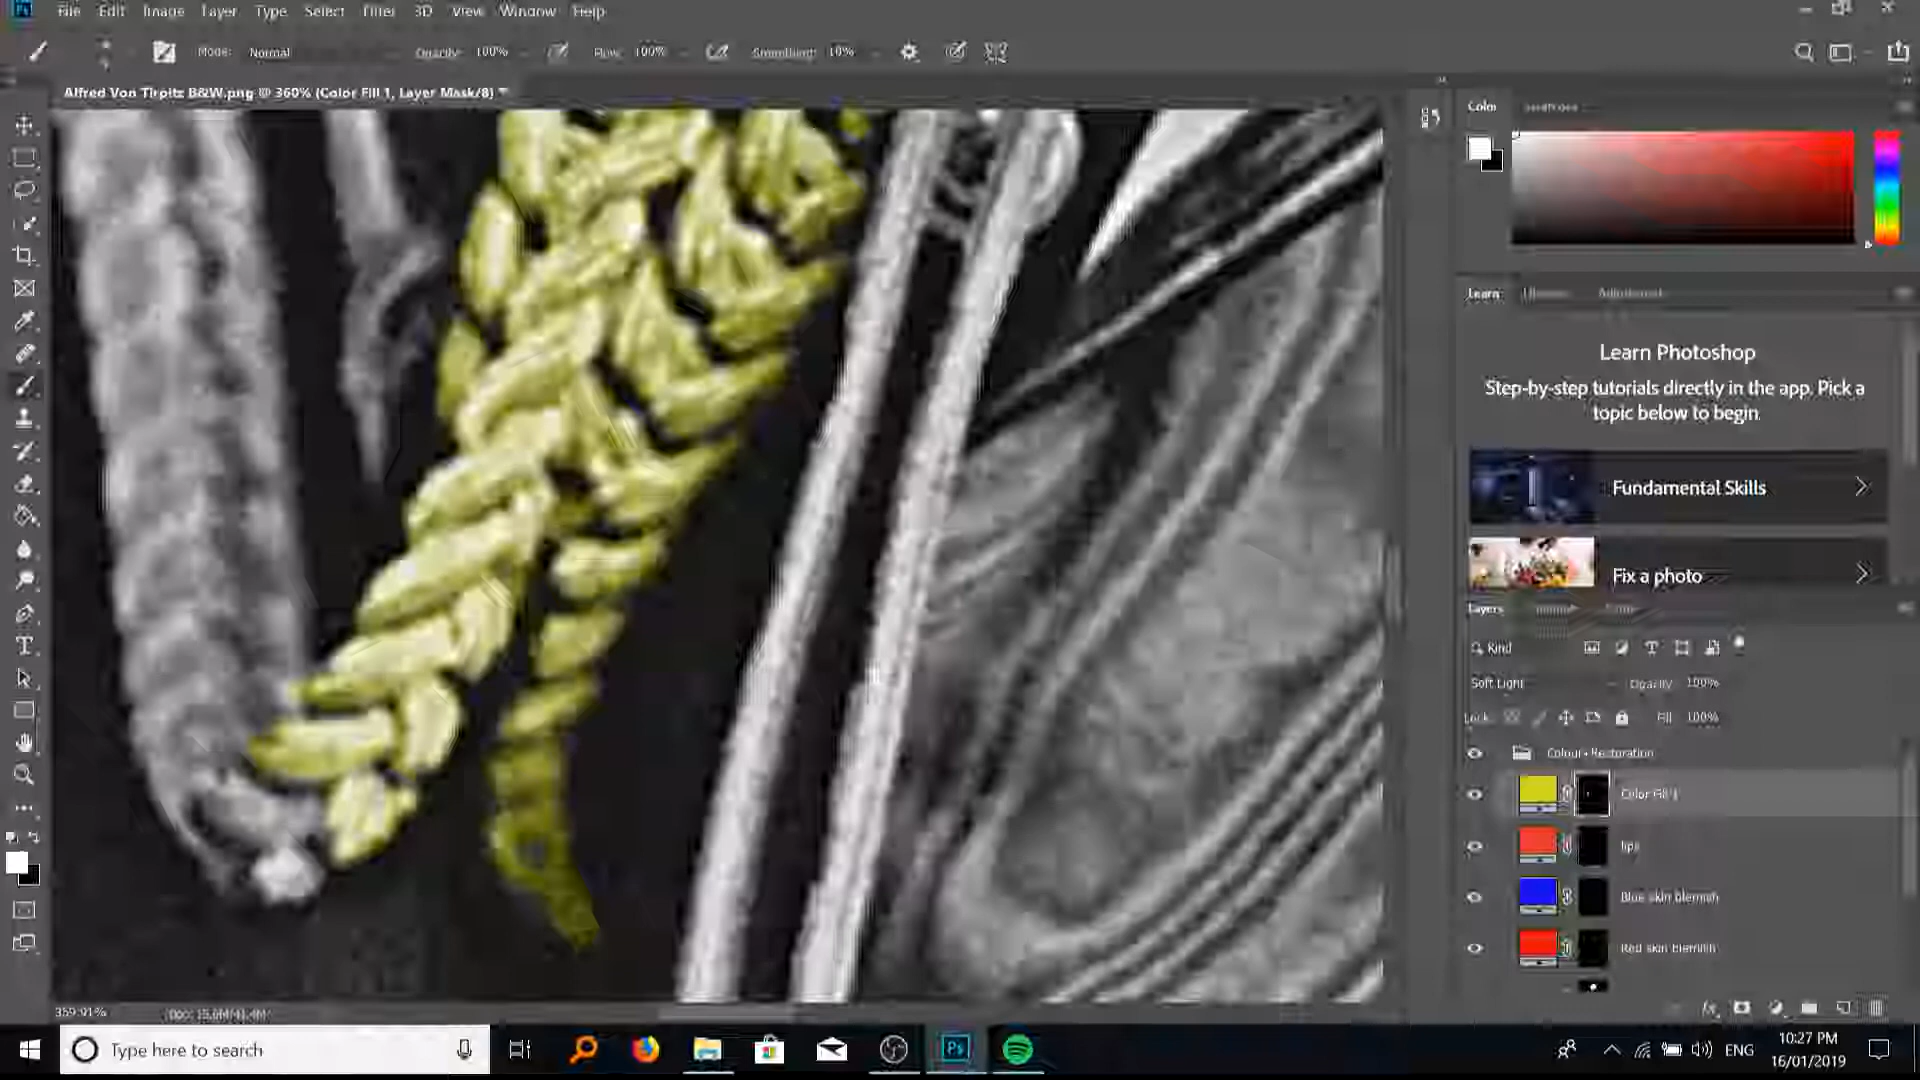 Ps File Edit Image Layer Type Select Filter 3D View Window Help
Mode: Normal Opacity: 100% Flow: 100% Smoothing: 10%
Alfred Von Tirpitz B&W.png @ 360% (Color Fill 1, Layer Mask/8) *
Color
Learn
Learn Photoshop
Step-by-step tutorials directly in the app. Pick a
topic below to begin.
Fundamental Skills
Fix a photo
Layers
Kind
Soft Light Opacity: 100%
Lock: Fill: 100%
Colour Restoration
Color Fill 1
lips
Blue skin blemish
Red skin blemish
359.91%
Type here to search
Ps
ENG
10:27 PM
16/01/2019